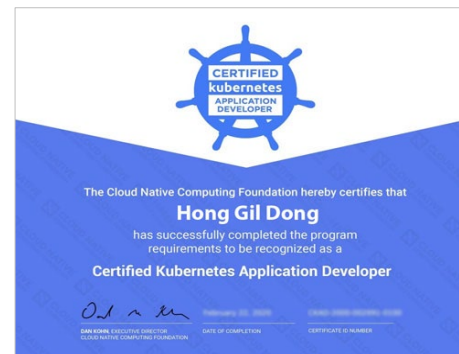 CERTIFIED
kubernetes
APPLICATION
DEVELOPER
The Cloud Native Computing Foundation hereby certifies that
Hong Gil Dong
has successfully completed the program
requirements to be recognized as a
Certified Kubernetes Application Developer
DAN KOHN, EXECUTIVE DIRECTOR
CLOUD NATIVE COMPUTING FOUNDATION
DATE OF COMPLETION
CERTIFICATE ID NUMBER